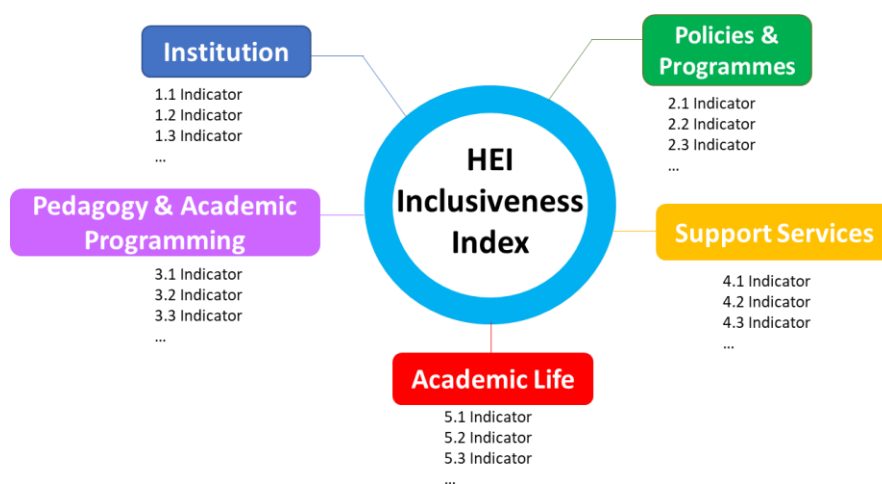 Institution
1.1 Indicator
1.2 Indicator
1.3 Indicator
...
Policies &
Programmes
2.1 Indicator
2.2 Indicator
2.3 Indicator
...
HEI
Inclusiveness
Index
Pedagogy & Academic
Programming
3.1 Indicator
3.2 Indicator
3.3 Indicator
...
Support Services
4.1 Indicator
4.2 Indicator
4.3 Indicator
...
Academic Life
5.1 Indicator
5.2 Indicator
5.3 Indicator
...